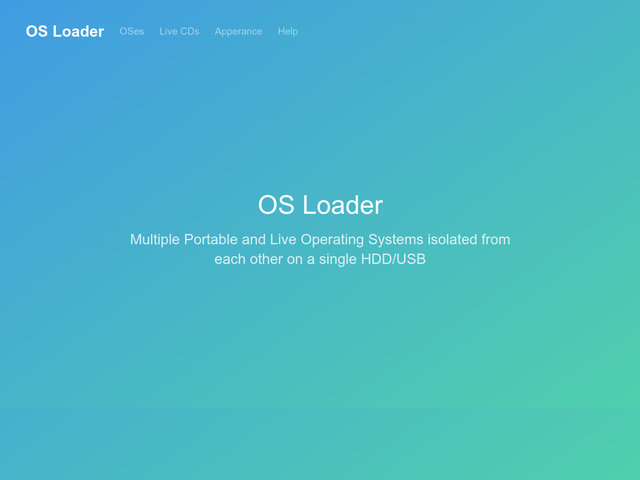 OS Loader OSes Live CDs Apperance Help
OS Loader
Multiple Portable and Live Operating Systems isolated from
each other on a single HDD/USB